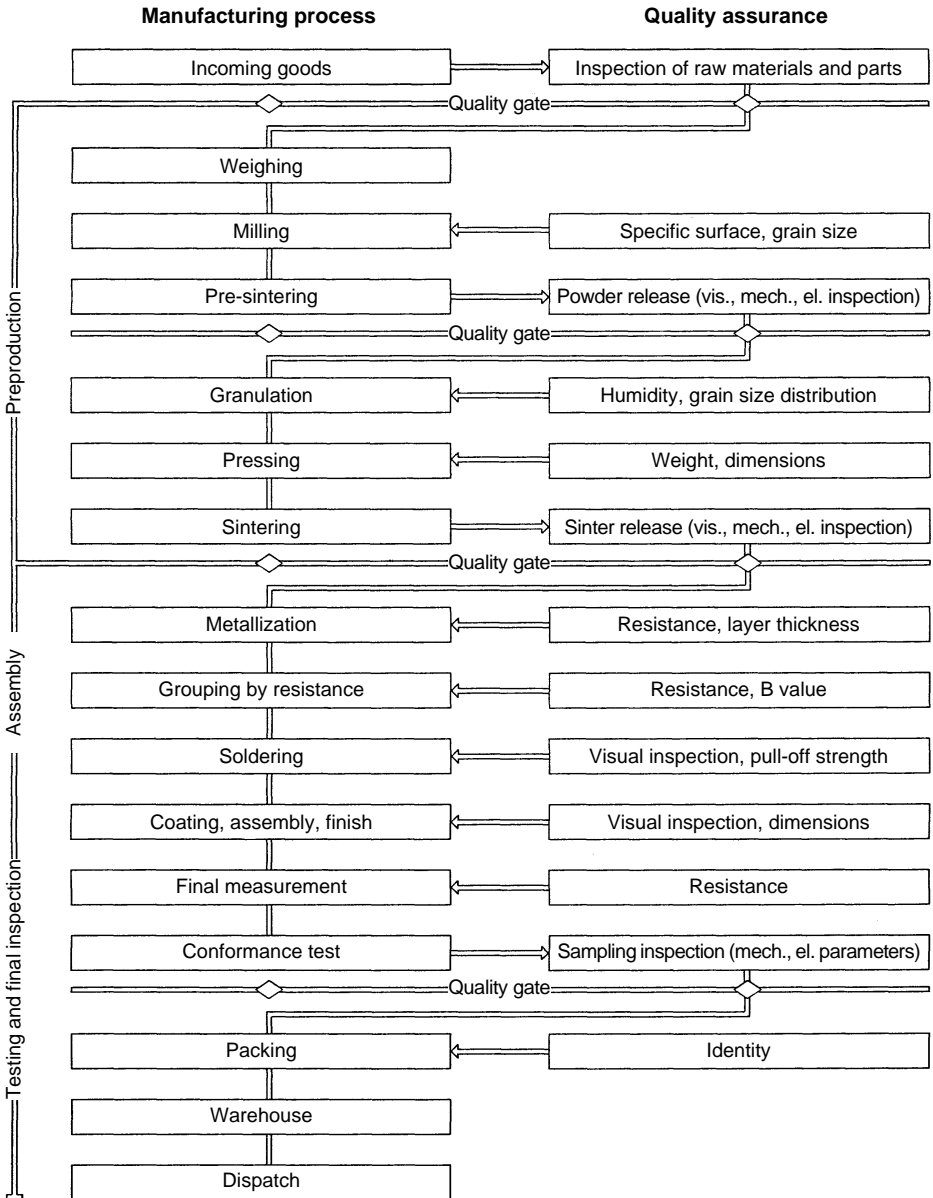 Manufacturing process
Quality assurance
Incoming goods
Inspection of raw materials and parts
Quality gate
Weighing
Milling
Specific surface, grain size
Pre-sintering
Powder release (vis., mech., el. inspection)
Quality gate
Preproduction
Granulation
Humidity, grain size distribution
Pressing
Weight, dimensions
Sintering
Sinter release (vis., mech., el. inspection)
Quality gate
Metallization
Resistance, layer thickness
Assembly
Grouping by resistance
Resistance, B value
Soldering
Visual inspection, pull-off strength
Coating, assembly, finish
Visual inspection, dimensions
Final measurement
Resistance
Conformance test
Sampling inspection (mech., el. parameters)
Quality gate
Testing and final inspection
Packing
Identity
Warehouse
Dispatch